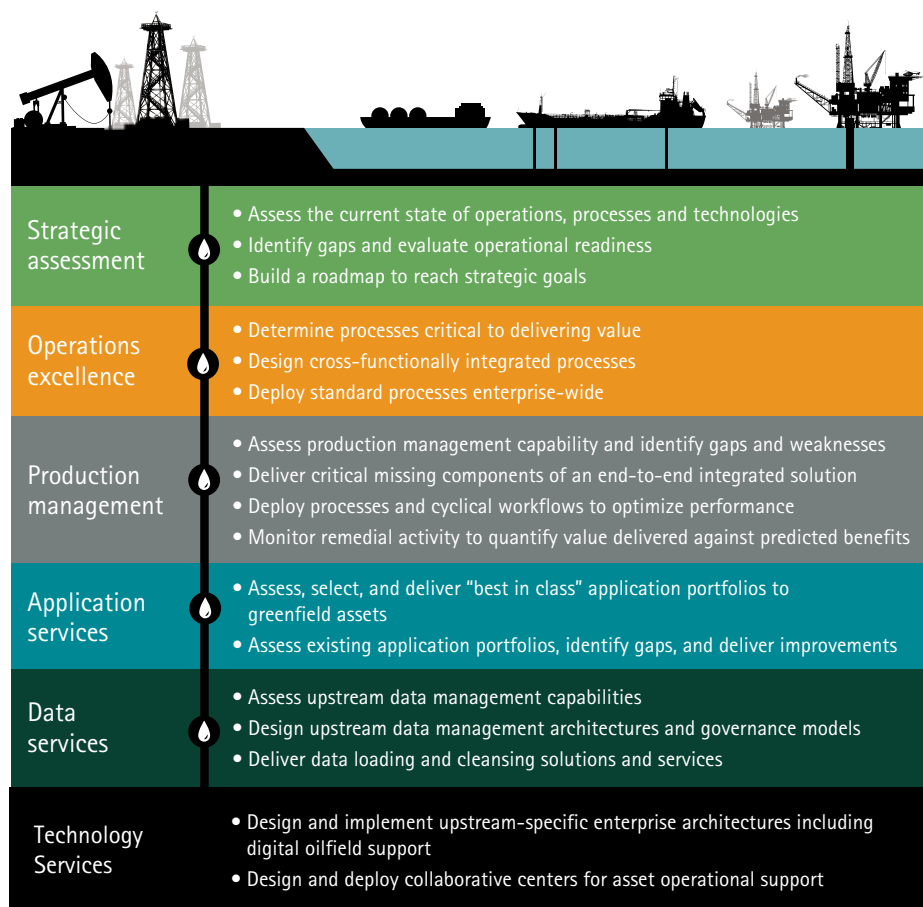 Strategic
assessment
• Assess the current state of operations, processes and technologies
• Identify gaps and evaluate operational readiness
• Build a roadmap to reach strategic goals
Operations
excellence
• Determine processes critical to delivering value
• Design cross-functionally integrated processes
• Deploy standard processes enterprise-wide
Production
management
• Assess production management capability and identify gaps and weaknesses
• Deliver critical missing components of an end-to-end integrated solution
• Deploy processes and cyclical workflows to optimize performance
• Monitor remedial activity to quantify value delivered against predicted benefits
Application
services
• Assess, select, and deliver “best in class” application portfolios to
greenfield assets
• Assess existing application portfolios, identify gaps, and deliver improvements
Data
services
• Assess upstream data management capabilities
• Design upstream data management architectures and governance models
• Deliver data loading and cleansing solutions and services
Technology
Services
• Design and implement upstream-specific enterprise architectures including
digital oilfield support
• Design and deploy collaborative centers for asset operational support